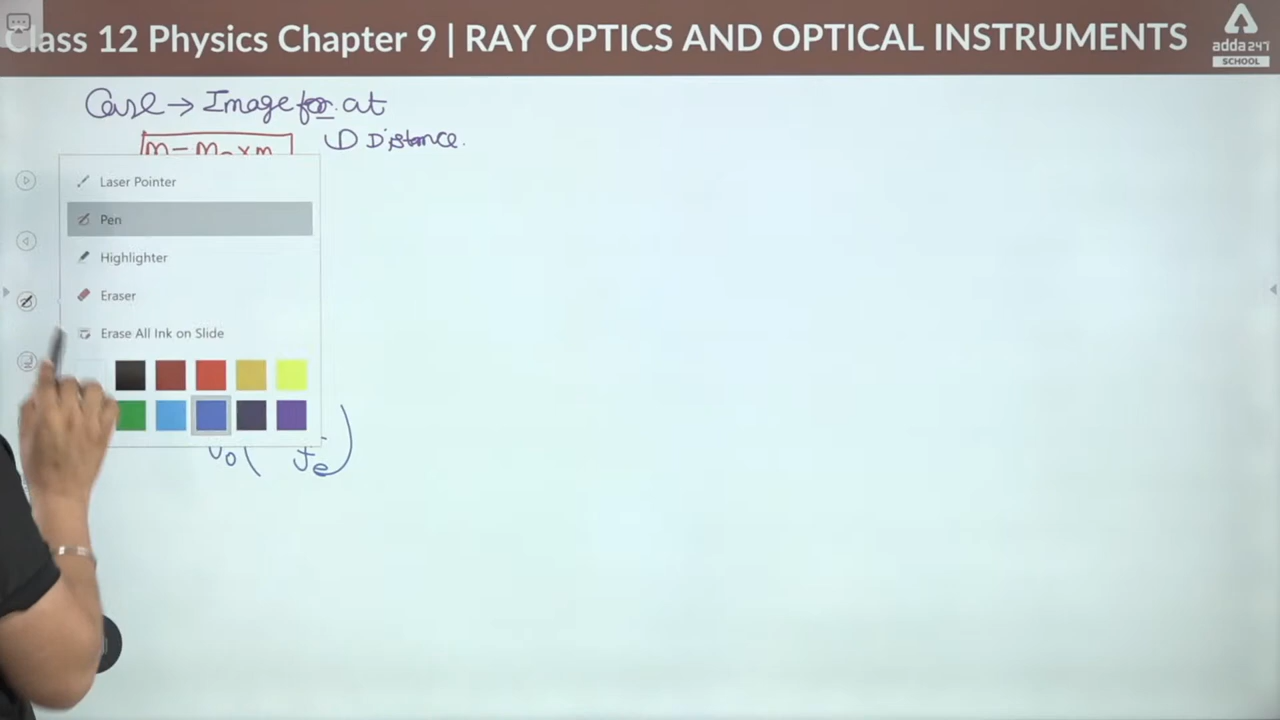 Class 12 Physics Chapter 9 | RAY OPTICS AND OPTICAL INSTRUMENTS
adda247
SCHOOL
Case → Image for. at
D Distance.
m = m
Laser Pointer
Pen
Highlighter
Eraser
Erase All Ink on Slide
fe)